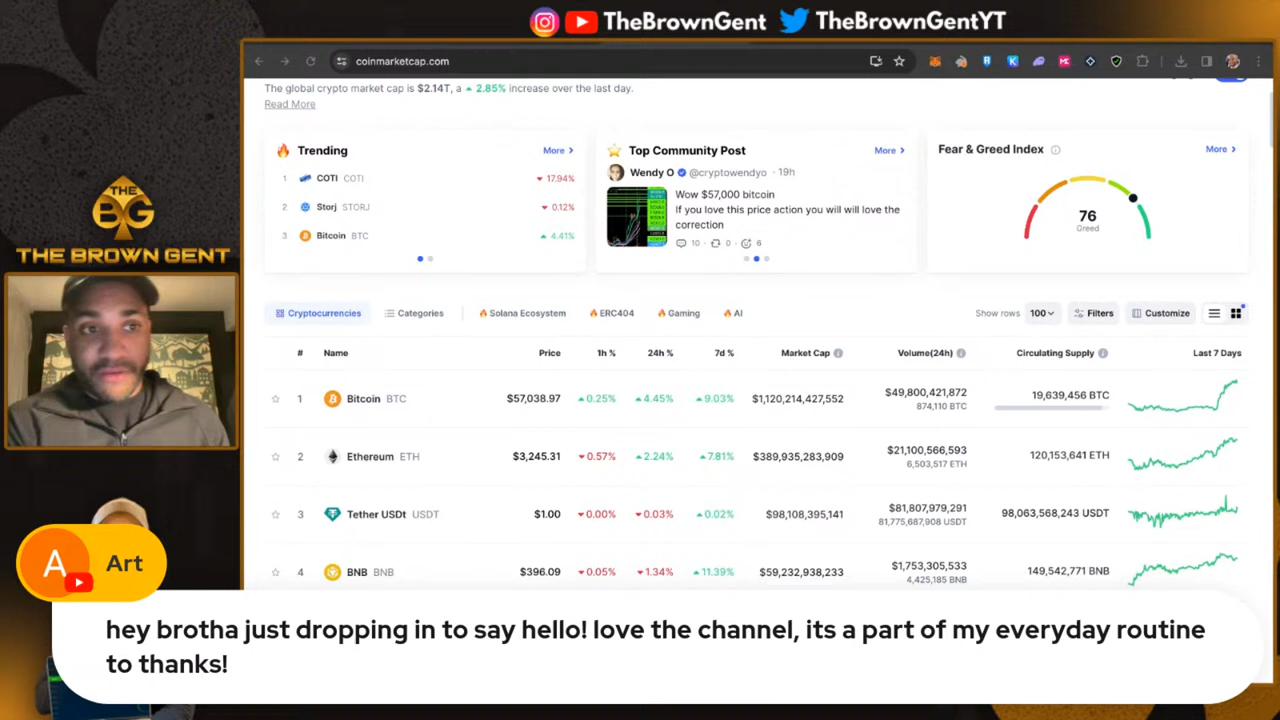 TheBrownGent TheBrownGentYT
coinmarketcap.com
The global crypto market cap is $2.14T, a 2.85% increase over the last day.
Read More
THE
BG
THE BROWN GENT
Trending More
1 COTI COTI 17.94%
2 Storj STORJ 0.12%
3 Bitcoin BTC 4.41%
Top Community Post More
Wendy O @cryptowendyo · 19h
Wow $57,000 bitcoin
If you love this price action you will will love the
correction
10 0 6
Fear & Greed Index More
76
Greed
Cryptocurrencies Categories Solana Ecosystem ERC404 Gaming AI Show rows 100 Filters Customize
# Name Price 1h % 24h % 7d % Market Cap Volume(24h) Circulating Supply Last 7 Days
1 Bitcoin BTC $57,038.97 0.25% 4.45% 9.03% $1,120,214,427,552 $49,800,421,872 19,639,456 BTC
874,110 BTC
2 Ethereum ETH $3,245.31 0.57% 2.24% 7.81% $389,935,283,909 $21,100,566,593 120,153,641 ETH
6,503,517 ETH
3 Tether USDt USDT $1.00 0.00% 0.03% 0.02% $98,108,395,141 $81,807,979,291 98,063,568,243 USDT
81,775,687,908 USDT
4 BNB BNB $396.09 0.05% 1.34% 11.39% $59,232,938,233 $1,753,305,533 149,542,771 BNB
4,425,185 BNB
A Art
hey brotha just dropping in to say hello! love the channel, its a part of my everyday routine
to thanks!